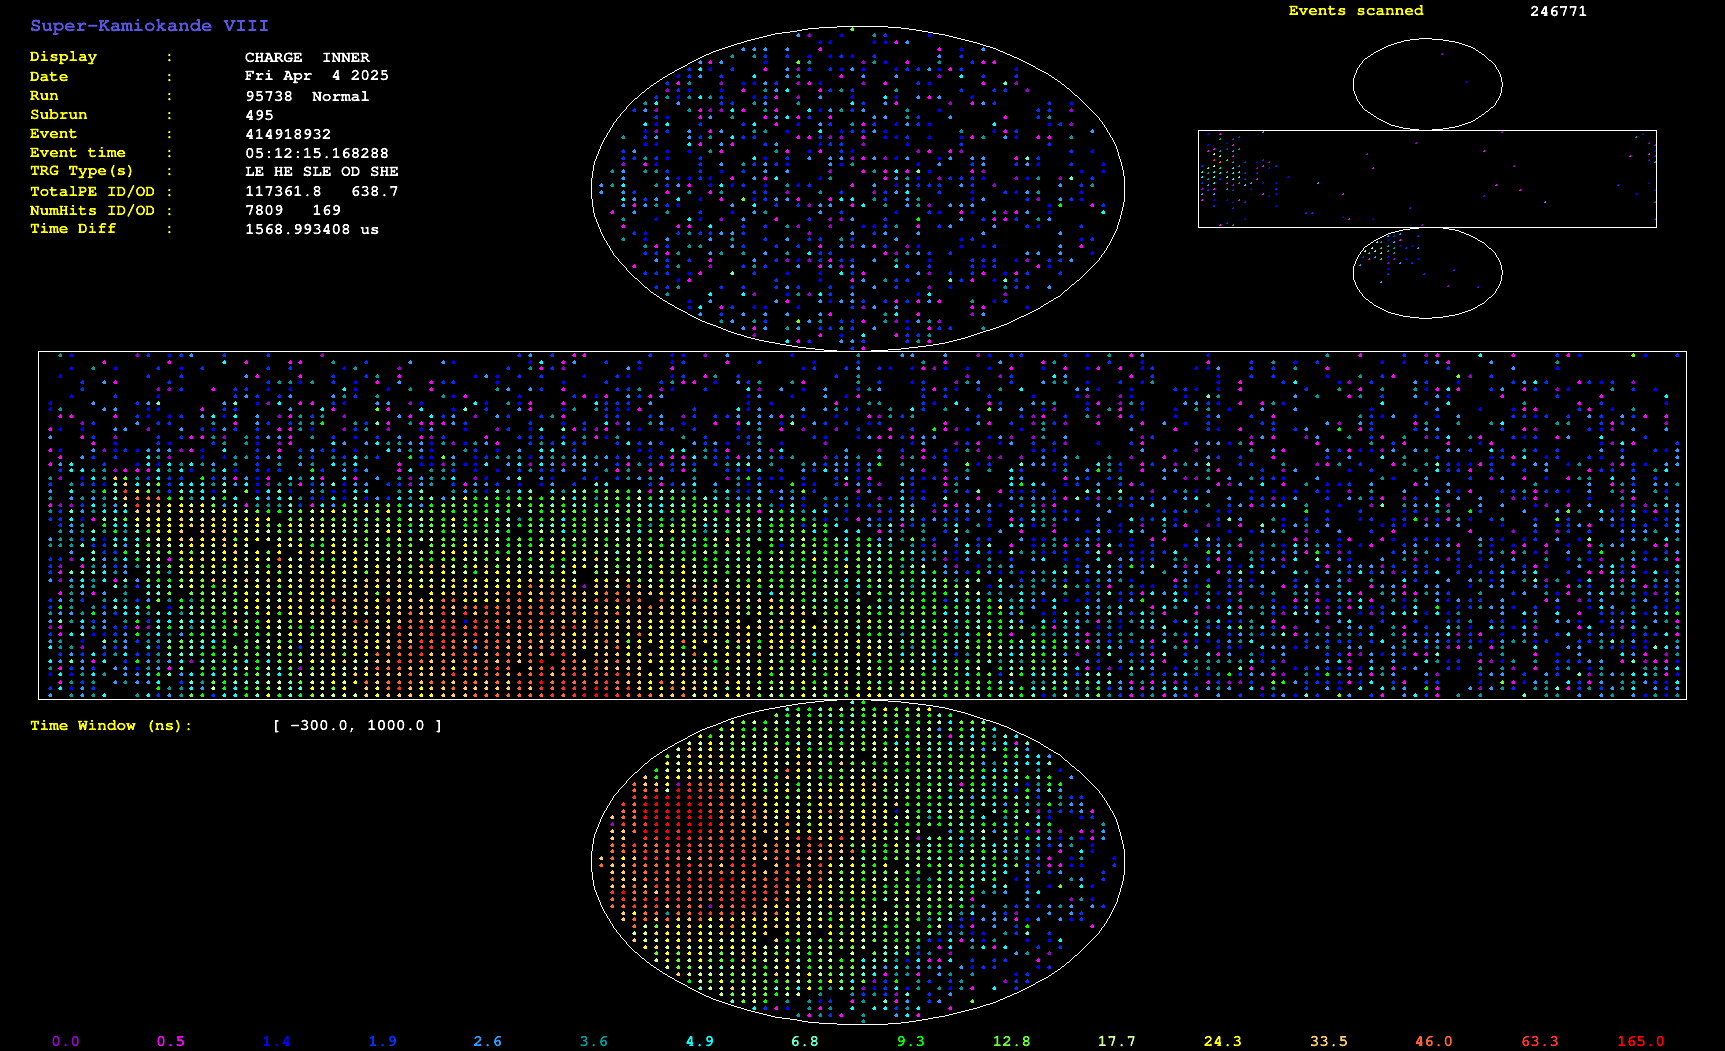 Super-Kamiokande VIII
Events scanned 246771
Display : CHARGE INNER
Date : Fri Apr 4 2025
Run : 95738 Normal
Subrun : 495
Event : 414918932
Event time : 05:12:15.168288
TRG Type(s) : LE HE SLE OD SHE
TotalPE ID/OD : 117361.8 638.7
NumHits ID/OD : 7809 169
Time Diff : 1568.993408 us
Time Window (ns): [ -300.0, 1000.0 ]
0.0 0.5 1.4 1.9 2.6 3.6 4.9 6.8 9.3 12.8 17.7 24.3 33.5 46.0 63.3 165.0